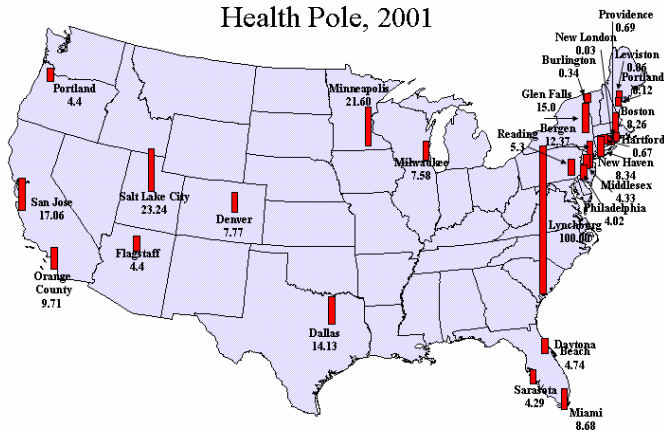 Health Pole, 2001
Providence
0.69
New London
0.03
Lewiston
0.06
Burlington
0.34
Portland
0.12
Portland
4.4
Minneapolis
21.60
Glen Falls
15.0
Boston
8.26
Reading
5.3
Bergen
12.37
Hartford
0.67
Milwaukee
7.58
New Haven
8.34
Middlesex
4.33
Salt Lake City
23.24
San Jose
17.06
Denver
7.77
Philadelphia
4.02
Lynchburg
100.00
Flagstaff
4.4
Orange
County
9.71
Dallas
14.13
Daytona
Beach
4.74
Sarasota
4.29
Miami
8.68